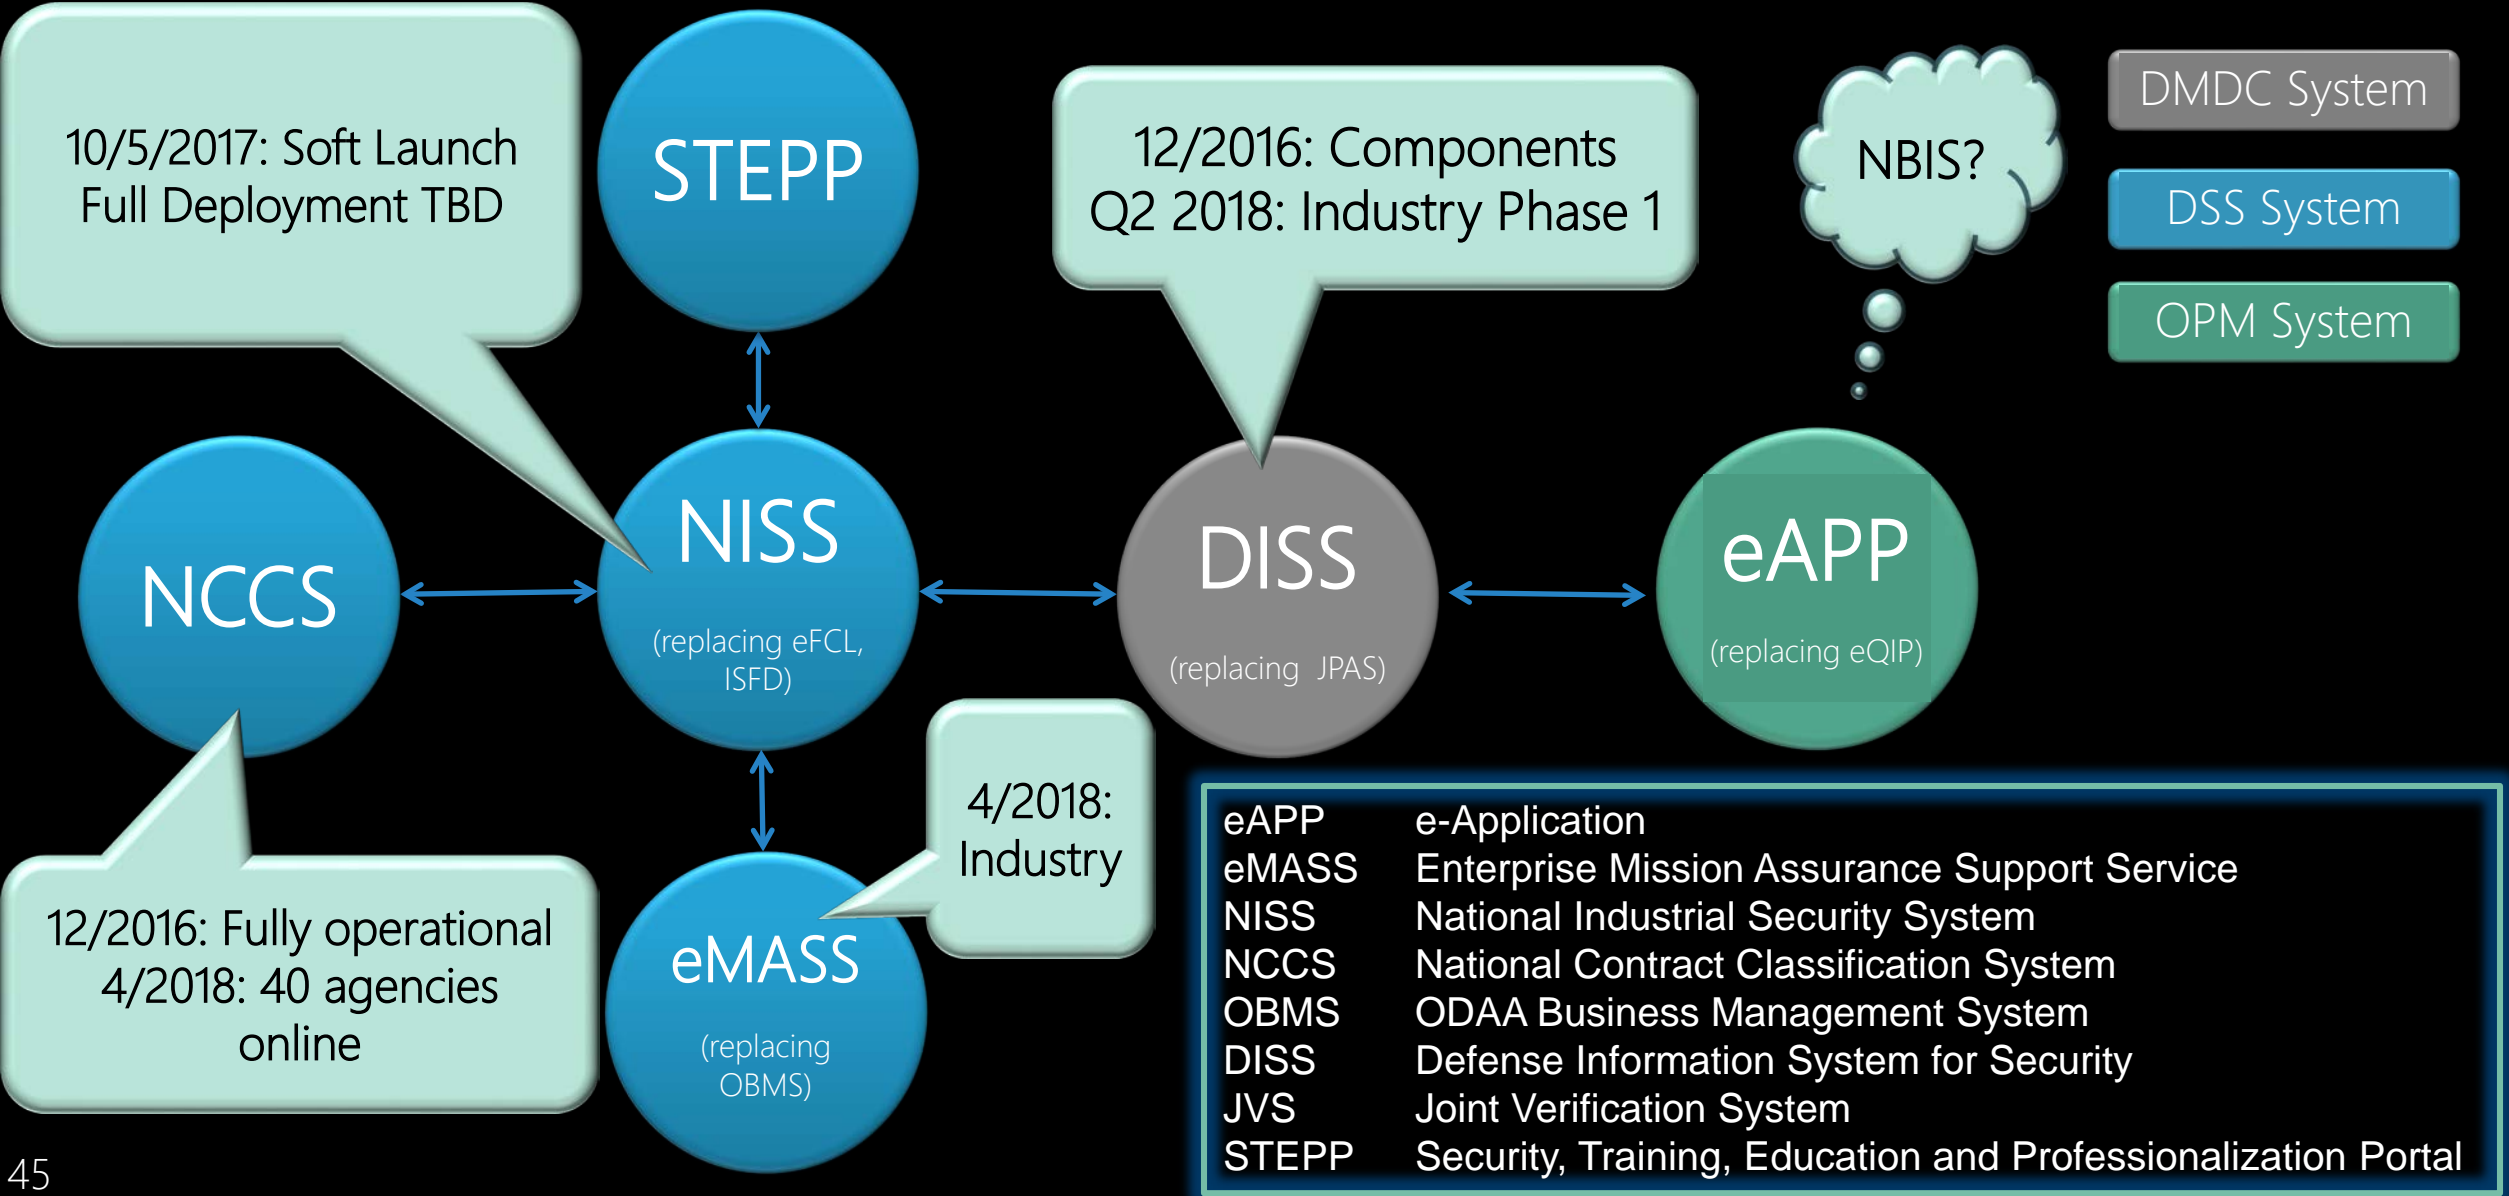 10/5/2017: Soft Launch
Full Deployment TBD
STEPP
12/2016: Components
Q2 2018: Industry Phase 1
NBIS?
DMDC System
DSS System
OPM System
NCCS
NISS
(replacing eFCL,
ISFD)
DISS
(replacing JPAS)
eAPP
(replacing eQIP)
12/2016: Fully operational
4/2018: 40 agencies
online
4/2018:
Industry
eMASS
(replacing
OBMS)
eAPP e-Application
eMASS Enterprise Mission Assurance Support Service
NISS National Industrial Security System
NCCS National Contract Classification System
OBMS ODAA Business Management System
DISS Defense Information System for Security
JVS Joint Verification System
STEPP Security, Training, Education and Professionalization Portal
45